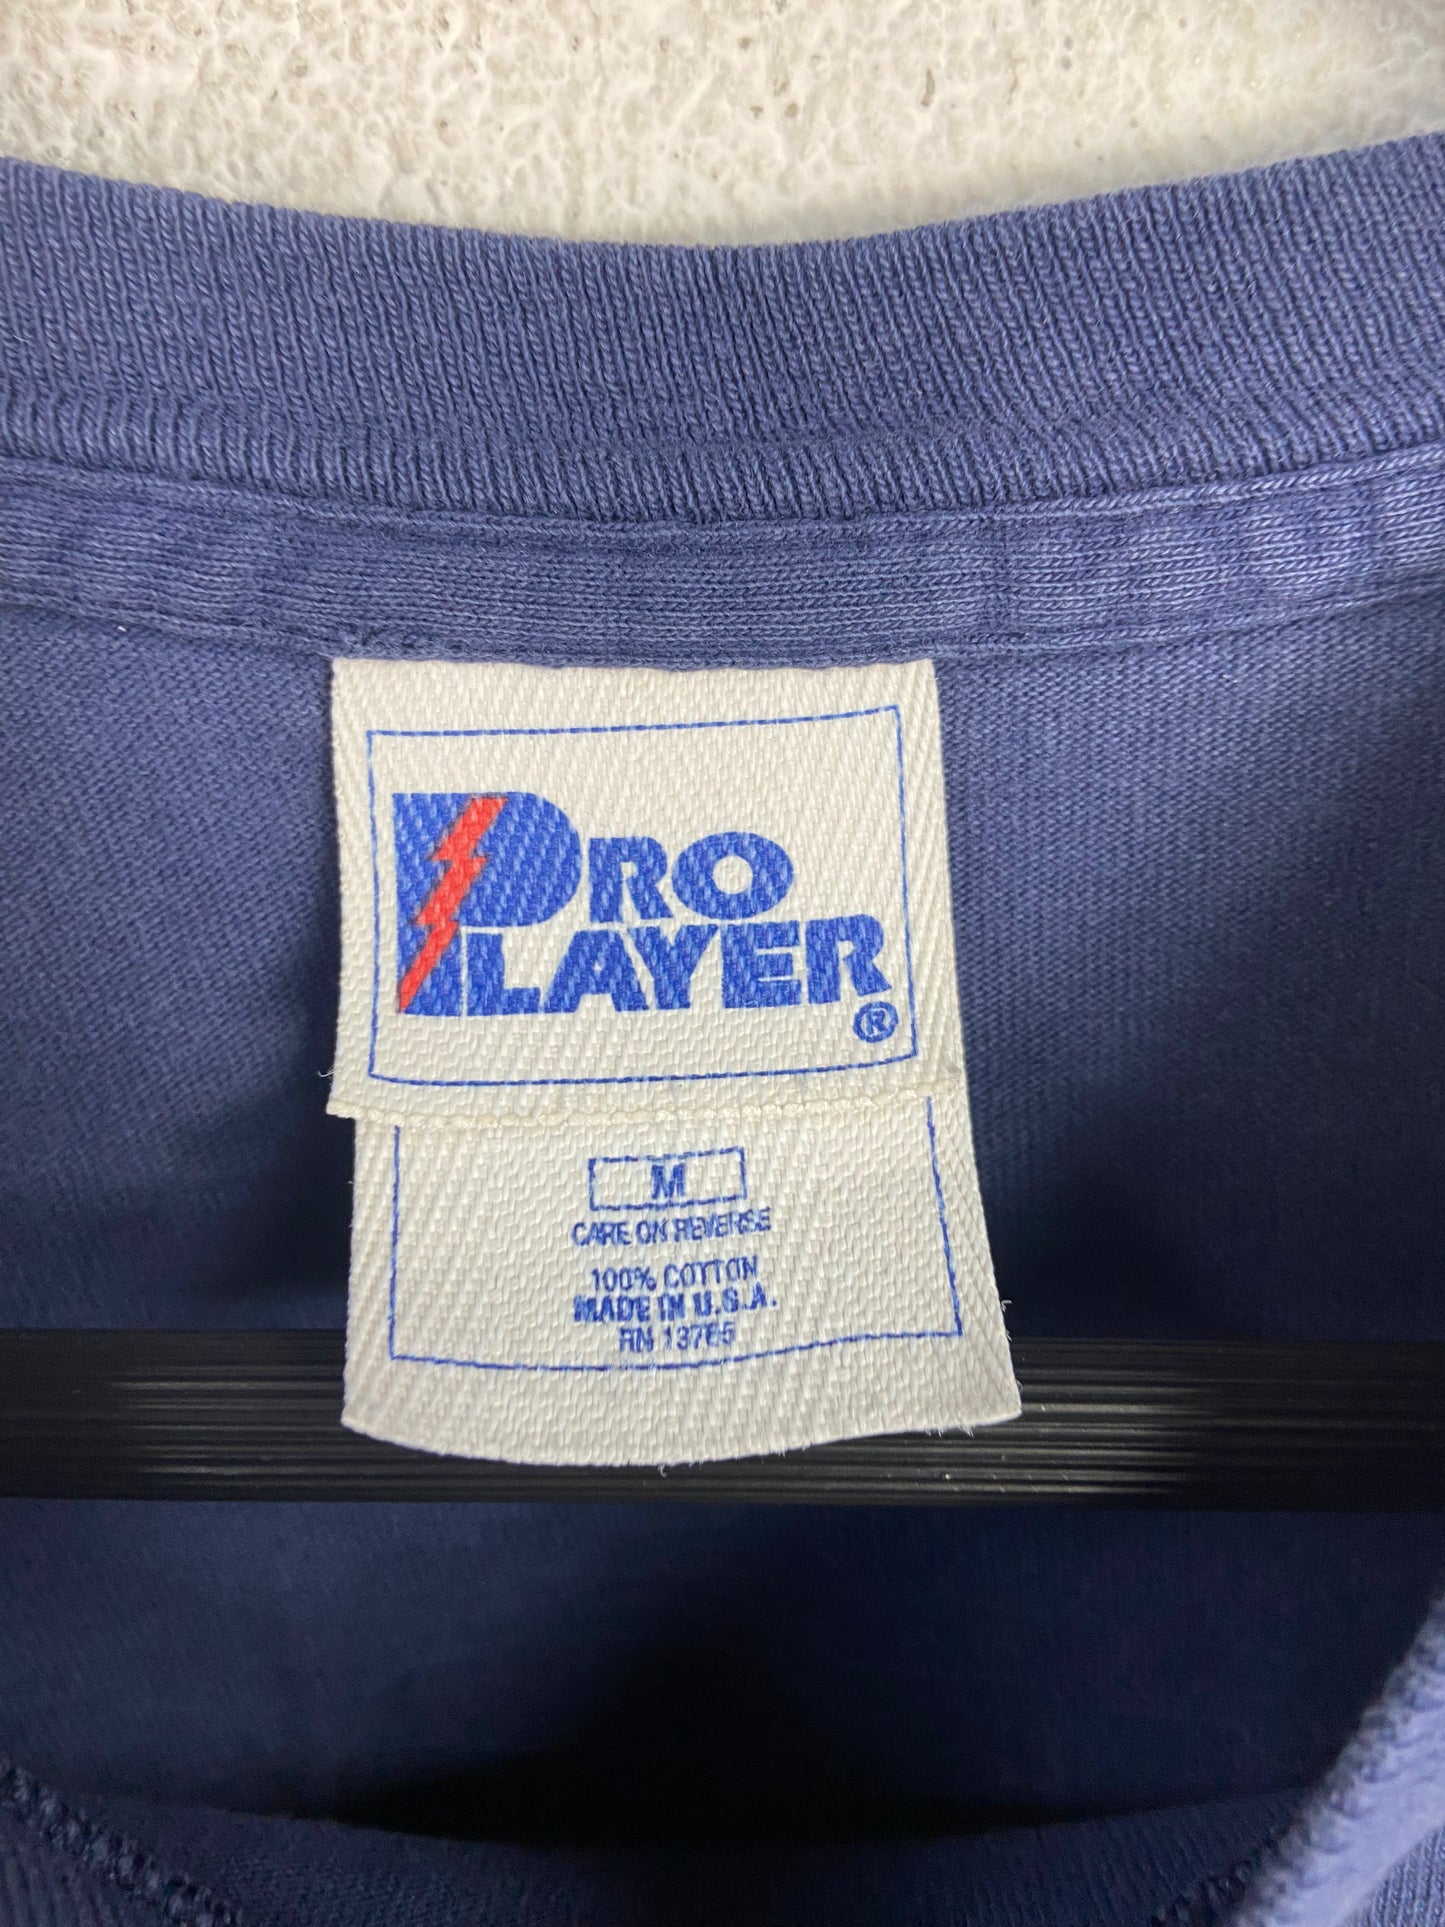 PRO
PLAYER
®
M
CARE ON REVERSE
100% COTTON
MADE IN U.S.A.
RN 13765